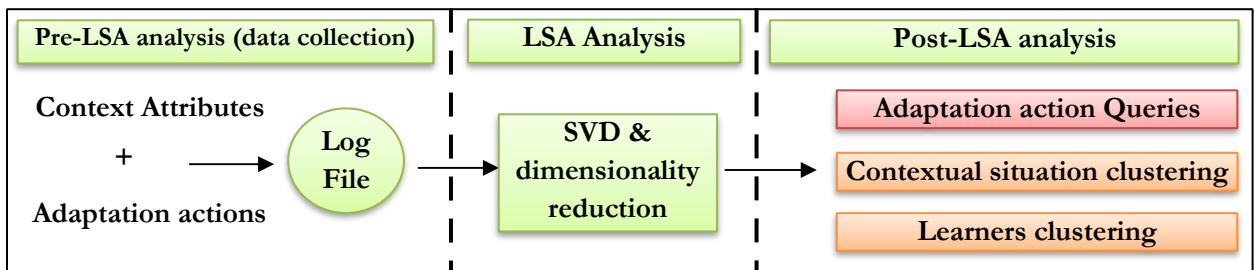 Pre-LSA analysis (data collection)
LSA Analysis
Post-LSA analysis
Context Attributes
+
Adaptation actions
Log
File
SVD &
dimensionality
reduction
Adaptation action Queries
Contextual situation clustering
Learners clustering